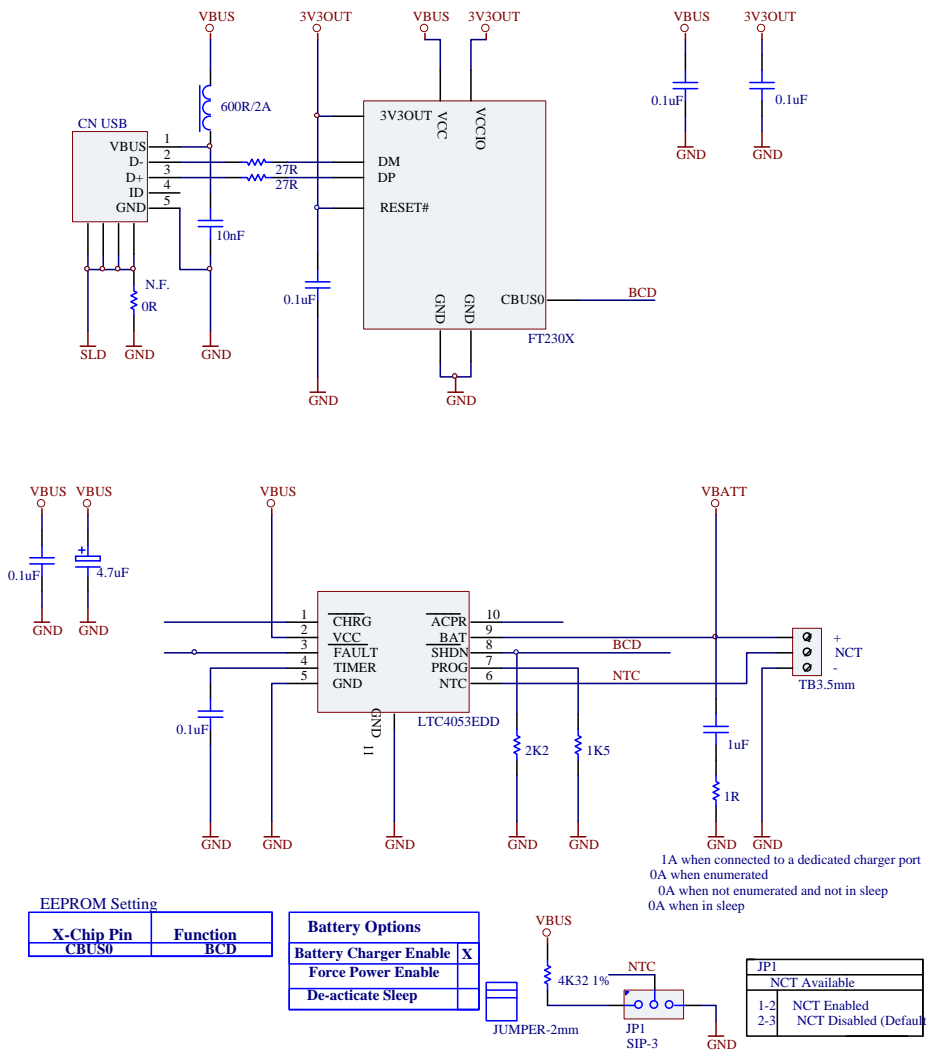 VBUS 3V3OUT VBUS 3V3OUT VBUS 3V3OUT
600R/2A
0.1uF 0.1uF
3V3OUT VCC VCCIO
CN USB
VBUS 1
D- 2
D+ 3
ID 4
GND 5
27R
27R
DM
DP
GND GND
RESET#
10nF
N.F.
0R
0.1uF
GND GND
CBUS0 BCD
FT230X
SLD GND GND
GND GND
VBUS VBUS VBUS VBATT
0.1uF 4.7uF
GND GND
1 CHRG ACPR 10
2 VCC BAT 9
3 FAULT SHDN 8 BCD
4 TIMER PROG 7
5 GND NTC 6 NTC
GND 11
LTC4053EDD
+
NCT
-
TB3.5mm
0.1uF 2K2 1K5 1uF
1R
GND GND GND GND GND GND GND
1A when connected to a dedicated charger port
0A when enumerated
0A when not enumerated and not in sleep
0A when in sleep
EEPROM Setting
X-Chip Pin Function
CBUS0 BCD
Battery Options
Battery Charger Enable X
Force Power Enable
De-acticate Sleep
JUMPER-2mm
VBUS
4K32 1%
NTC
JP1
SIP-3
GND
JP1
NCT Available
1-2 NCT Enabled
2-3 NCT Disabled (Default